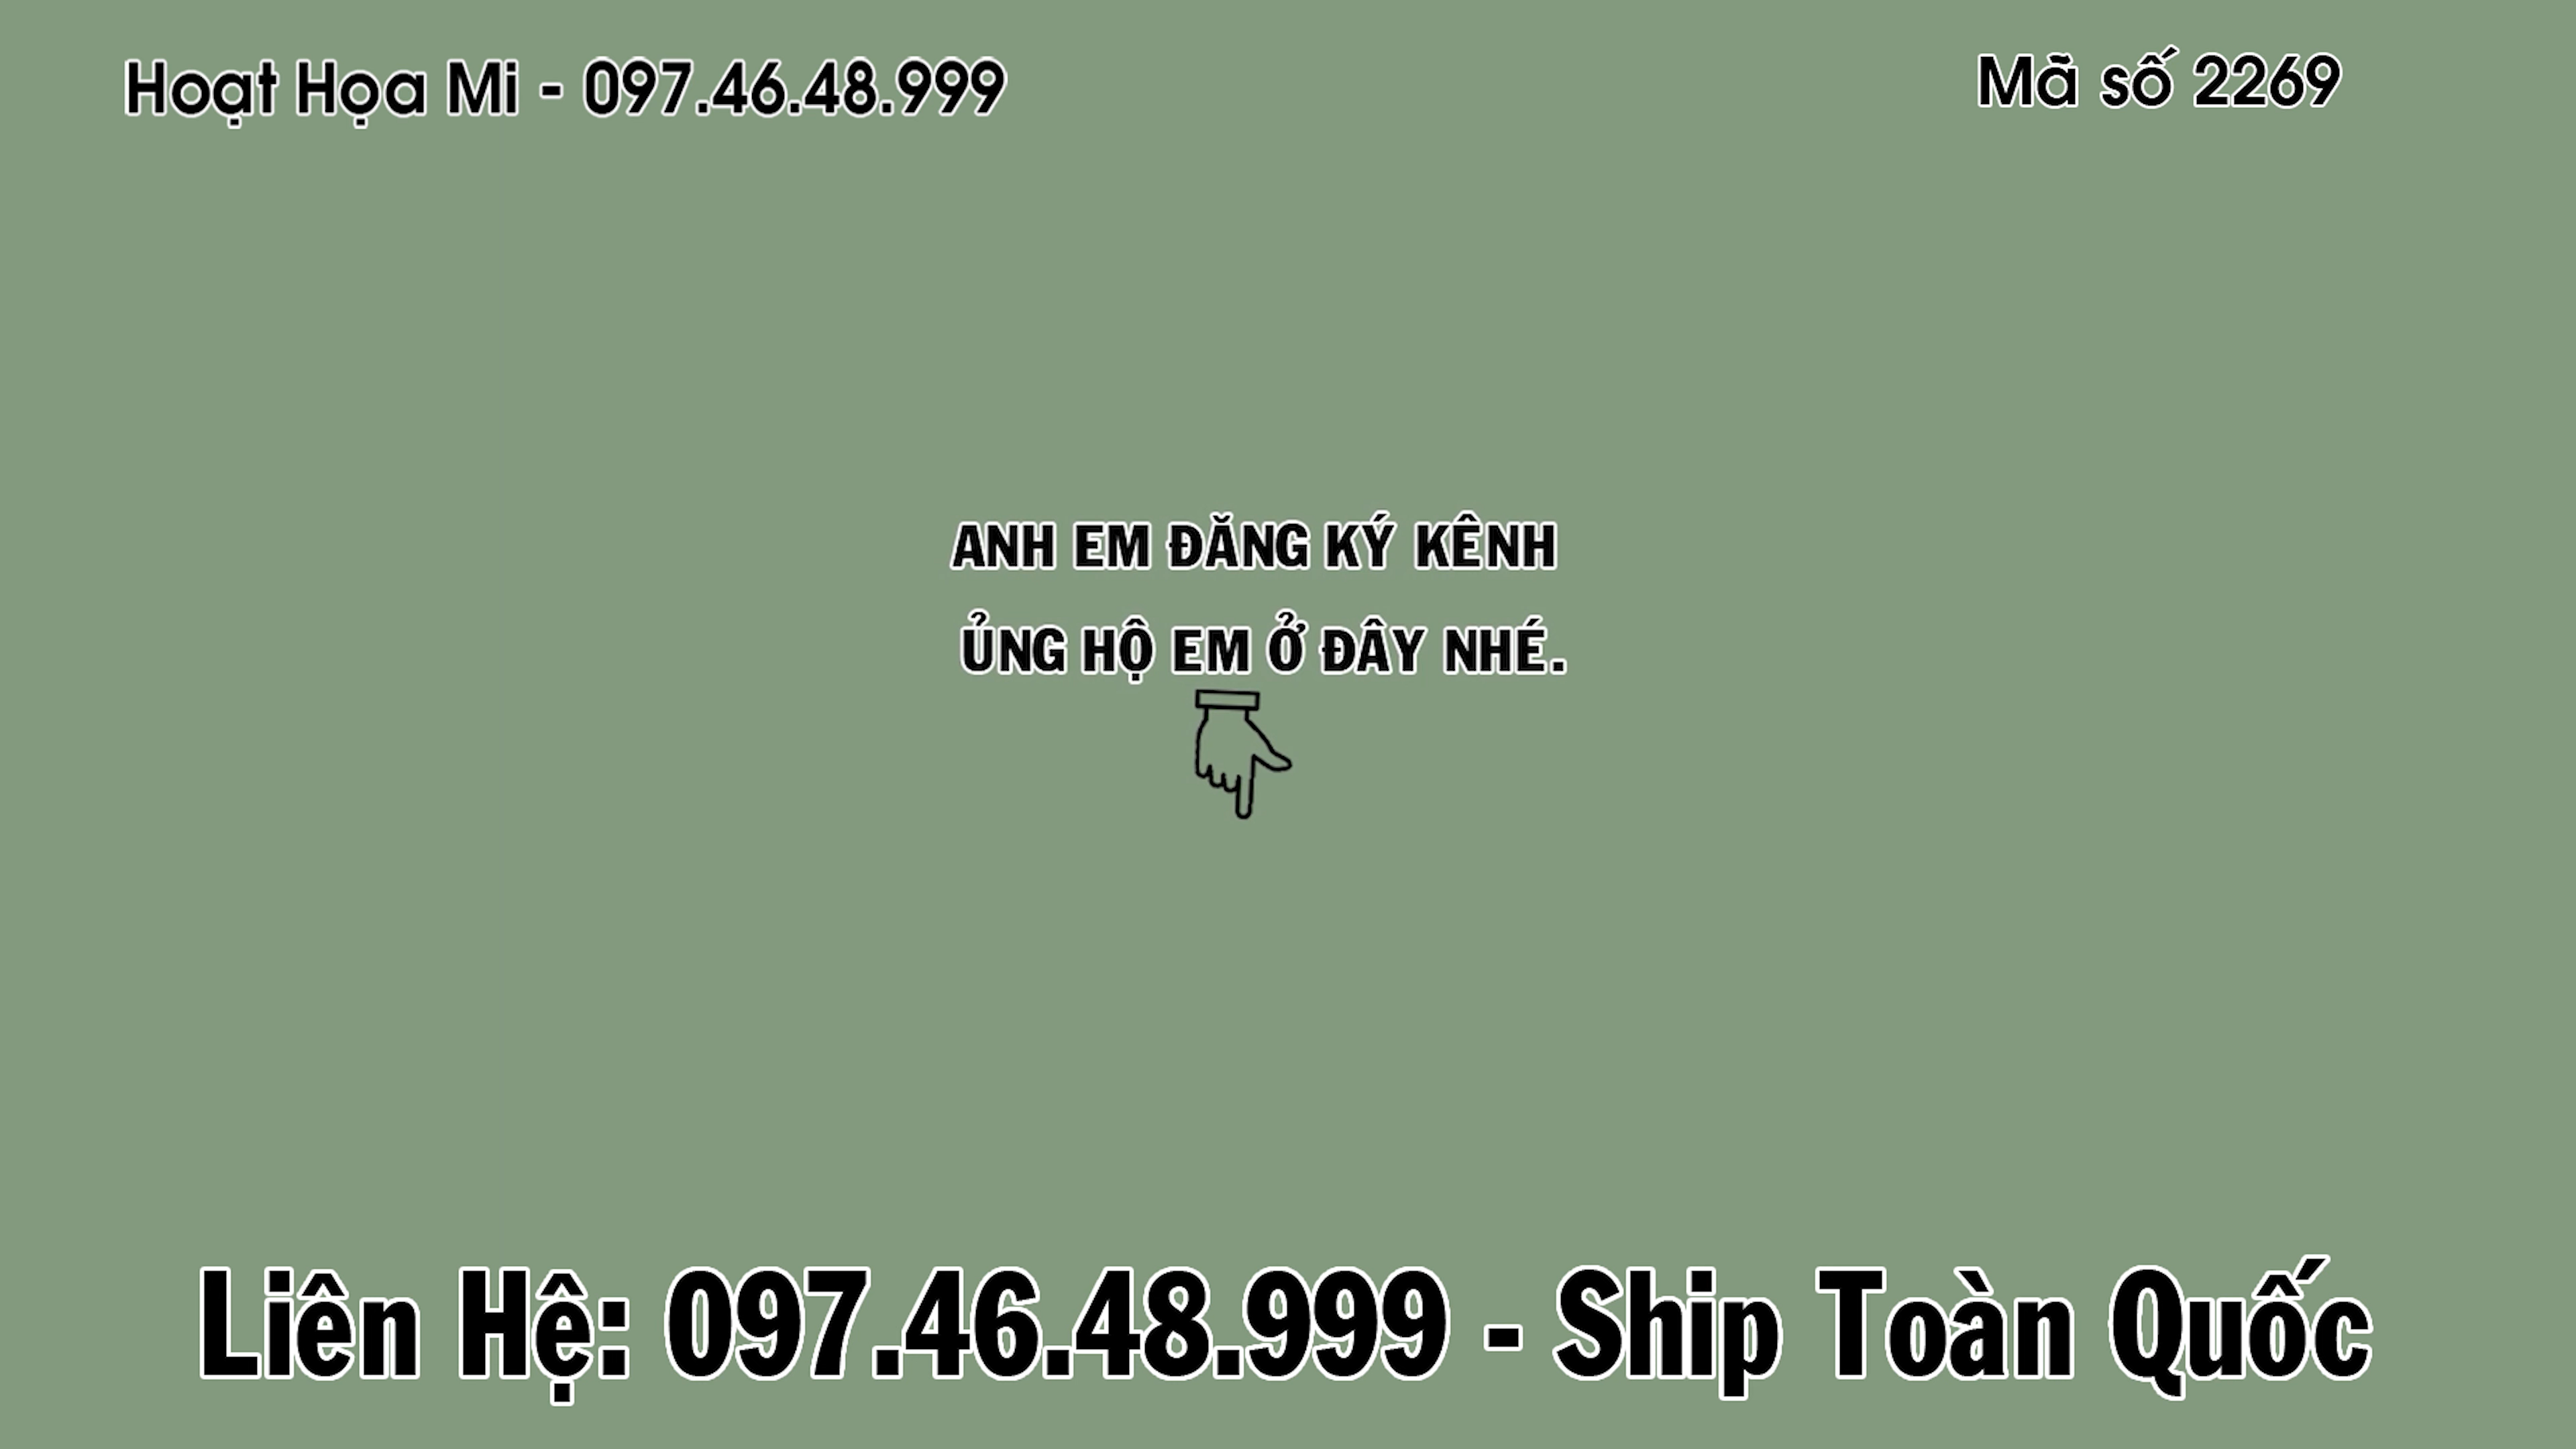 Hoạt Họa Mi - 097.46.48.999
Mã số 2269
ANH EM ĐĂNG KÝ KÊNH
ỦNG HỘ EM Ở ĐÂY NHÉ.
Liên Hệ: 097.46.48.999 - Ship Toàn Quốc